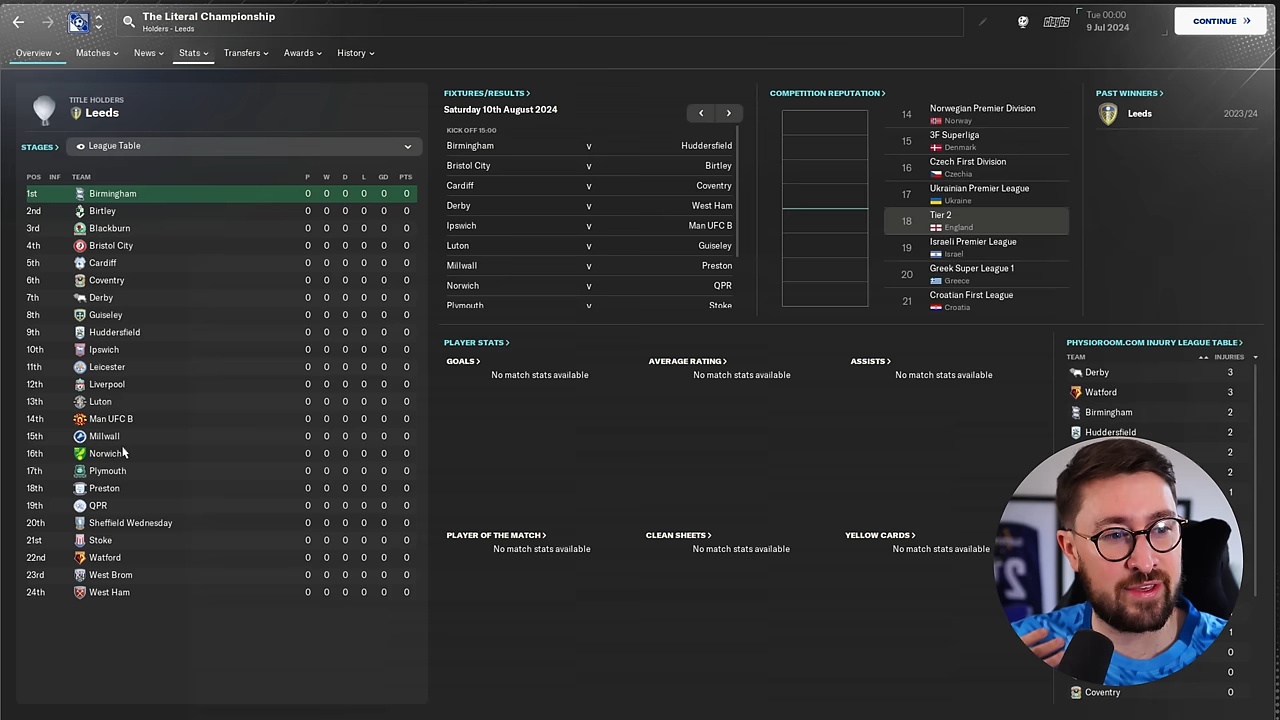 The Literal Championship
Holders - Leeds
Tue 00:00
9 Jul 2024
CONTINUE
Overview
Matches
News
Stats
Transfers
Awards
History
TITLE HOLDERS
Leeds
STAGES >
League Table
POS INF TEAM P W D L GD PTS
1st Birmingham 0 0 0 0 0 0
2nd Birtley 0 0 0 0 0 0
3rd Blackburn 0 0 0 0 0 0
4th Bristol City 0 0 0 0 0 0
5th Cardiff 0 0 0 0 0 0
6th Coventry 0 0 0 0 0 0
7th Derby 0 0 0 0 0 0
8th Guiseley 0 0 0 0 0 0
9th Huddersfield 0 0 0 0 0 0
10th Ipswich 0 0 0 0 0 0
11th Leicester 0 0 0 0 0 0
12th Liverpool 0 0 0 0 0 0
13th Luton 0 0 0 0 0 0
14th Man UFC B 0 0 0 0 0 0
15th Millwall 0 0 0 0 0 0
16th Norwich 0 0 0 0 0 0
17th Plymouth 0 0 0 0 0 0
18th Preston 0 0 0 0 0 0
19th QPR 0 0 0 0 0 0
20th Sheffield Wednesday 0 0 0 0 0 0
21st Stoke 0 0 0 0 0 0
22nd Watford 0 0 0 0 0 0
23rd West Brom 0 0 0 0 0 0
24th West Ham 0 0 0 0 0 0
FIXTURES/RESULTS >
Saturday 10th August 2024
KICK OFF 15:00
Birmingham v Huddersfield
Bristol City v Birtley
Cardiff v Coventry
Derby v West Ham
Ipswich v Man UFC B
Luton v Guiseley
Millwall v Preston
Norwich v QPR
Plymouth v Stoke
COMPETITION REPUTATION >
14 Norwegian Premier Division
Norway
15 3F Superliga
Denmark
16 Czech First Division
Czechia
17 Ukrainian Premier League
Ukraine
18 Tier 2
England
19 Israeli Premier League
Israel
20 Greek Super League 1
Greece
21 Croatian First League
Croatia
PAST WINNERS >
Leeds 2023/24
PLAYER STATS >
GOALS >
No match stats available
AVERAGE RATING >
No match stats available
ASSISTS >
No match stats available
PLAYER OF THE MATCH >
No match stats available
CLEAN SHEETS >
No match stats available
YELLOW CARDS >
No match stats available
PHYSIOROOM.COM INJURY LEAGUE TABLE >
TEAM INJURIES
Derby 3
Watford 3
Birmingham 2
Huddersfield 2
2
2
1
1
0
0
Coventry 0